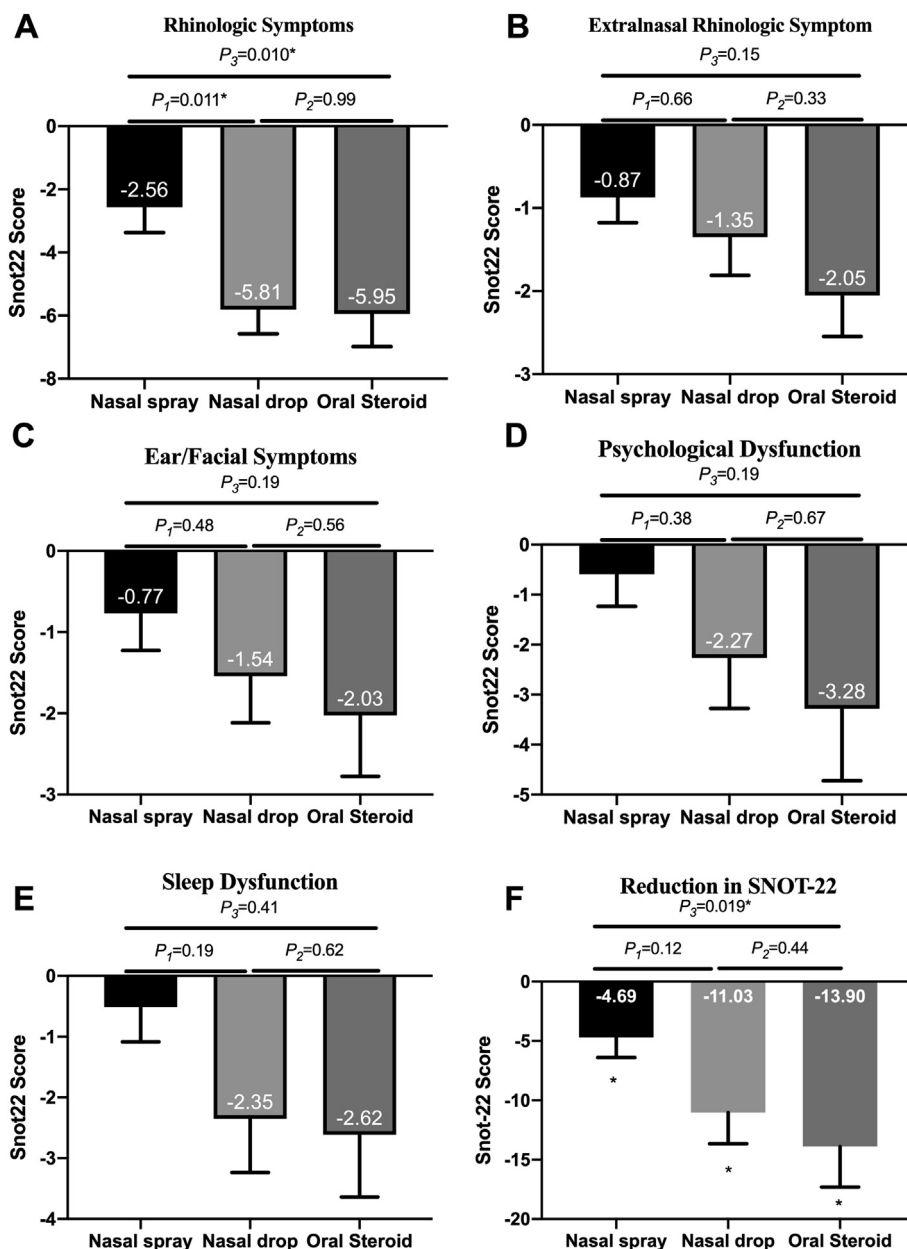 A
Rhinologic Symptoms
P3=0.010*
P1=0.011*
P2=0.99
Snot22 Score
0
-2
-4
-6
-8
-2.56
-5.81
-5.95
Nasal spray Nasal drop Oral Steroid
B
Extralnasal Rhinologic Symptom
P3=0.15
P1=0.66
P2=0.33
Snot22 Score
0
-1
-2
-3
-0.87
-1.35
-2.05
Nasal spray Nasal drop Oral Steroid
C
Ear/Facial Symptoms
P3=0.19
P1=0.48
P2=0.56
Snot22 Score
0
-1
-2
-3
-0.77
-1.54
-2.03
Nasal spray Nasal drop Oral Steroid
D
Psychological Dysfunction
P3=0.19
P1=0.38
P2=0.67
Snot22 Score
0
-1
-2
-3
-4
-5
-2.27
-3.28
Nasal spray Nasal drop Oral Steroid
E
Sleep Dysfunction
P3=0.41
P1=0.19
P2=0.62
Snot22 Score
0
-1
-2
-3
-4
-2.35
-2.62
Nasal spray Nasal drop Oral Steroid
F
Reduction in SNOT-22
P3=0.019*
P1=0.12
P2=0.44
Snot-22 Score
0
-5
-10
-15
-20
-4.69
-11.03
-13.90
*
*
*
Nasal spray Nasal drop Oral Steroid